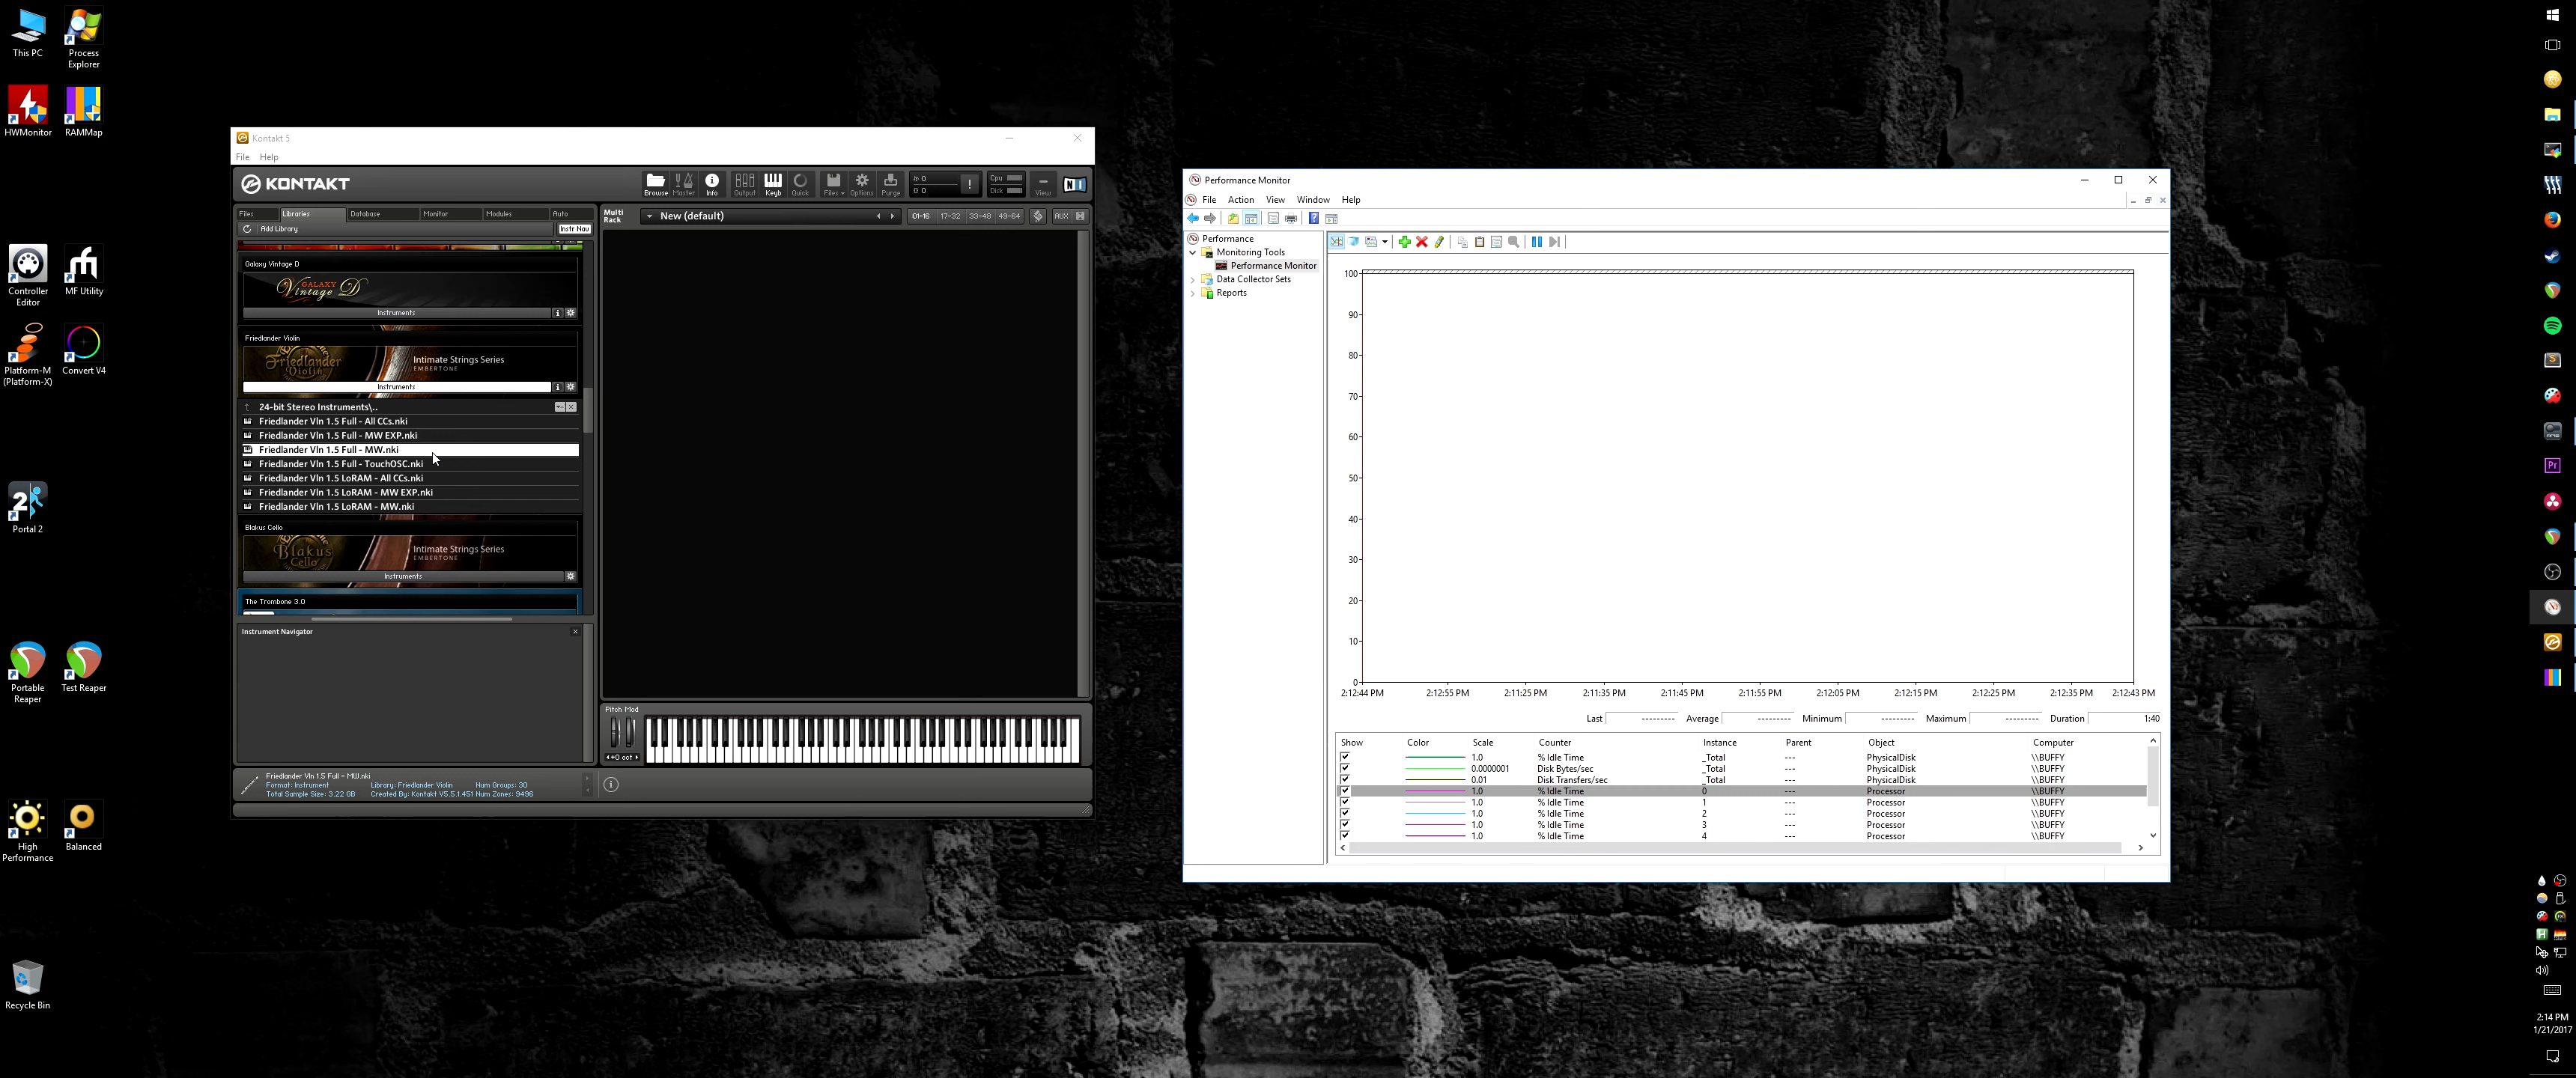 This PC
Process Explorer
HWMonitor
RAMMap
Controller Editor
MF Utility
Platform-M (Platform-X)
Convert V4
Portal 2
Portable Reaper
Test Reaper
High Performance
Balanced
Recycle Bin
Kontakt 5
File Help
KONTAKT
Browse Master Info Output Keyb Quick Files Options Purge Cpu Disk View
Files Libraries Database Monitor Modules Auto
Add Library Instr Nav
Galaxy Vintage D
GALAXY
Vintage D
Instruments
Friedlander Violin
Friedlander Violin
Intimate Strings Series
EMBERTONE
Instruments
24-bit Stereo Instruments\..
Friedlander Vln 1.5 Full - All CCs.nki
Friedlander Vln 1.5 Full - MW EXP.nki
Friedlander Vln 1.5 Full - MW.nki
Friedlander Vln 1.5 Full - TouchOSC.nki
Friedlander Vln 1.5 LoRAM - All CCs.nki
Friedlander Vln 1.5 LoRAM - MW EXP.nki
Friedlander Vln 1.5 LoRAM - MW.nki
Blakus Cello
Blakus Cello
Intimate Strings Series
EMBERTONE
Instruments
The Trombone 3.0
Instrument Navigator
Multi Rack
New (default)
01-16 17-32 33-48 49-64 AUX
Pitch Mod
+0 oct
Friedlander Vln 1.5 Full - MW.nki
Format: Instrument Library: Friedlander Violin Num Groups: 30
Total Sample Size: 3.22 GB Created By: Kontakt V5.5.1.451 Num Zones: 9496
Performance Monitor
File Action View Window Help
Performance
Monitoring Tools
Performance Monitor
Data Collector Sets
Reports
100
90
80
70
60
50
40
30
20
10
0
2:12:44 PM 2:12:55 PM 2:11:25 PM 2:11:35 PM 2:11:45 PM 2:11:55 PM 2:12:05 PM 2:12:15 PM 2:12:25 PM 2:12:35 PM 2:12:43 PM
Last --------- Average --------- Minimum --------- Maximum --------- Duration 1:40
Show Color Scale Counter Instance Parent Object Computer
1.0 % Idle Time _Total --- PhysicalDisk \\BUFFY
0.0000001 Disk Bytes/sec _Total --- PhysicalDisk \\BUFFY
0.01 Disk Transfers/sec _Total --- PhysicalDisk \\BUFFY
1.0 % Idle Time 0 --- Processor \\BUFFY
1.0 % Idle Time 1 --- Processor \\BUFFY
1.0 % Idle Time 2 --- Processor \\BUFFY
1.0 % Idle Time 3 --- Processor \\BUFFY
1.0 % Idle Time 4 --- Processor \\BUFFY
2:14 PM
1/21/2017